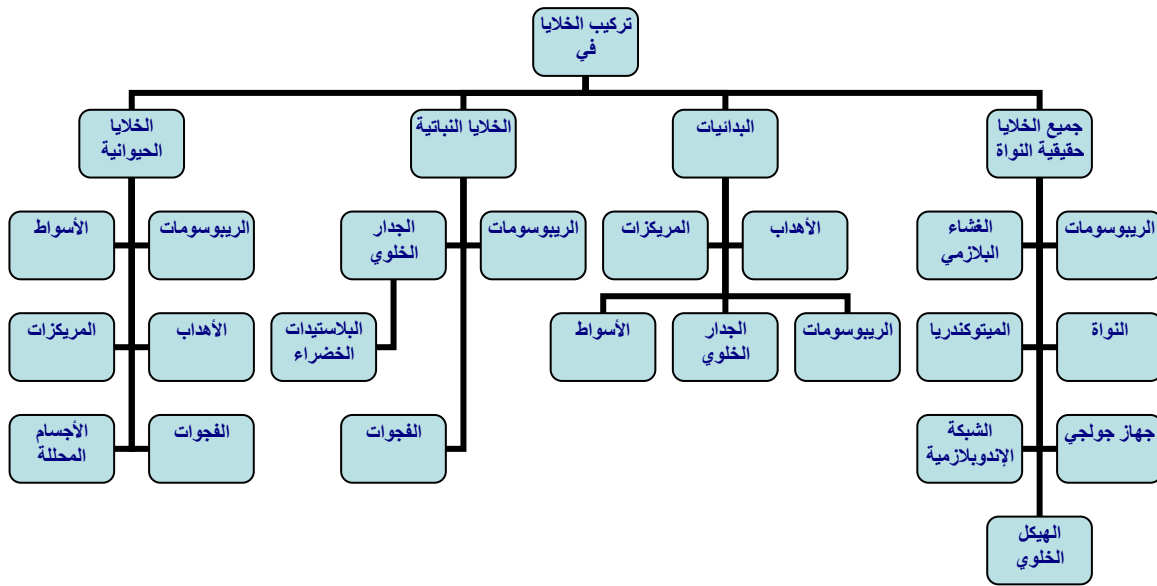 تركيب الخلايا
في
جميع الخلايا
حقيقية النواة
البدائيات
الخلايا النباتية
الخلايا
الحيوانية
الريبوسومات
الغشاء
البلازمي
الأهداب
المريكزات
الريبوسومات
الجدار
الخلوي
الريبوسومات
الأسواط
النواة
الميتوكندريا
الريبوسومات
الجدار
الخلوي
الأسواط
البلاستيدات
الخضراء
الأهداب
المريكزات
جهاز جولجي
الشبكة
الإندوبلازمية
الفجوات
الفجوات
الأجسام
المحللة
الهيكل
الخلوي